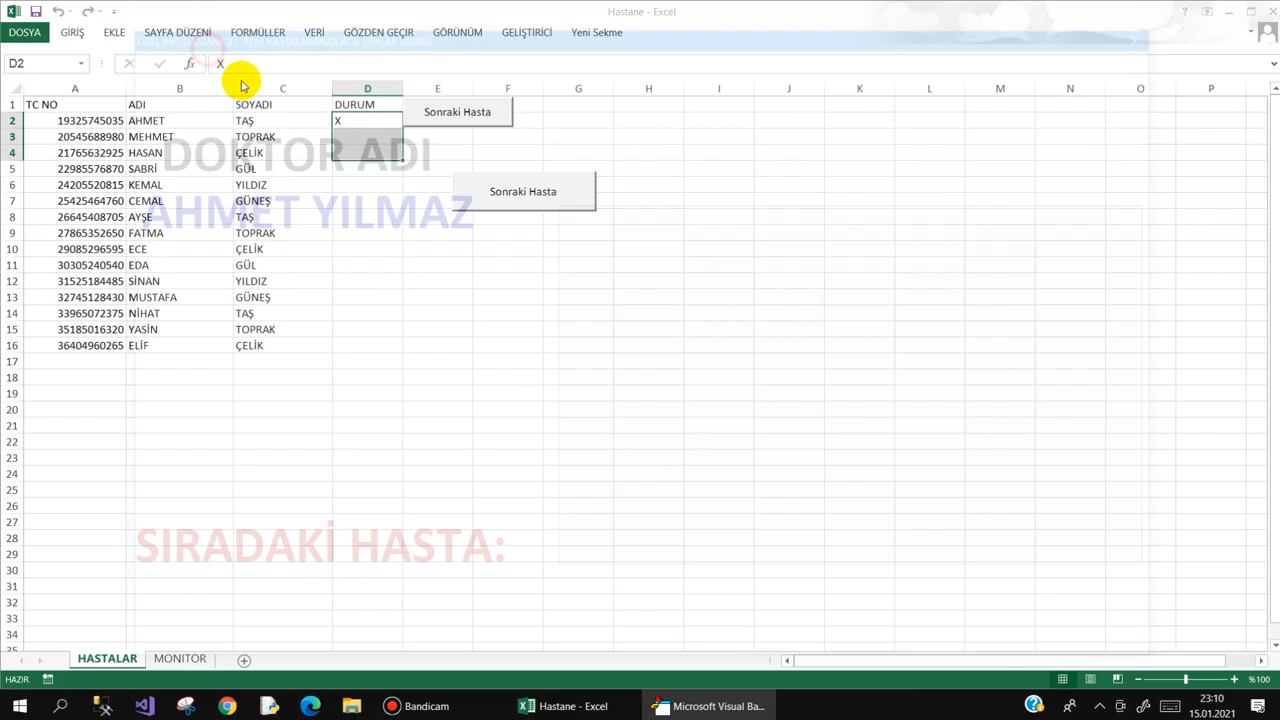 Hastane - Excel
DOSYA GİRİŞ EKLE SAYFA DÜZENİ FORMÜLLER VERİ GÖZDEN GEÇİR GÖRÜNÜM GELİŞTİRİCİ Yeni Sekme
D2 fx X
A B C D E F G H I J K L M N O P
1 TC NO ADI SOYADI DURUM Sonraki Hasta
2 19325745035 AHMET TAŞ X
3 20545688980 MEHMET TOPRAK
4 21765632925 HASAN ÇELİK
DOKTOR ADI
5 22985576870 SABRİ GÜL
6 24205520815 KEMAL YILDIZ Sonraki Hasta
7 25425464760 CEMAL GÜNEŞ
AHMET YILMAZ
8 26645408705 AYŞE TAŞ
9 27865352650 FATMA TOPRAK
10 29085296595 ECE ÇELİK
11 30305240540 EDA GÜL
12 31525184485 SİNAN YILDIZ
13 32745128430 MUSTAFA GÜNEŞ
14 33965072375 NİHAT TAŞ
15 35185016320 YASİN TOPRAK
16 36404960265 ELİF ÇELİK
17
18
19
20
21
22
23
24
25
26
27
28
SIRADAKİ HASTA:
29
30
31
32
33
34
35
HASTALAR MONITOR
HAZIR %100
Bandicam Hastane - Excel Microsoft Visual Ba... 23:10
15.01.2021